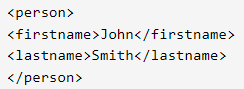 <person>
<firstname>John</firstname>
<lastname>Smith</lastname>
</person>